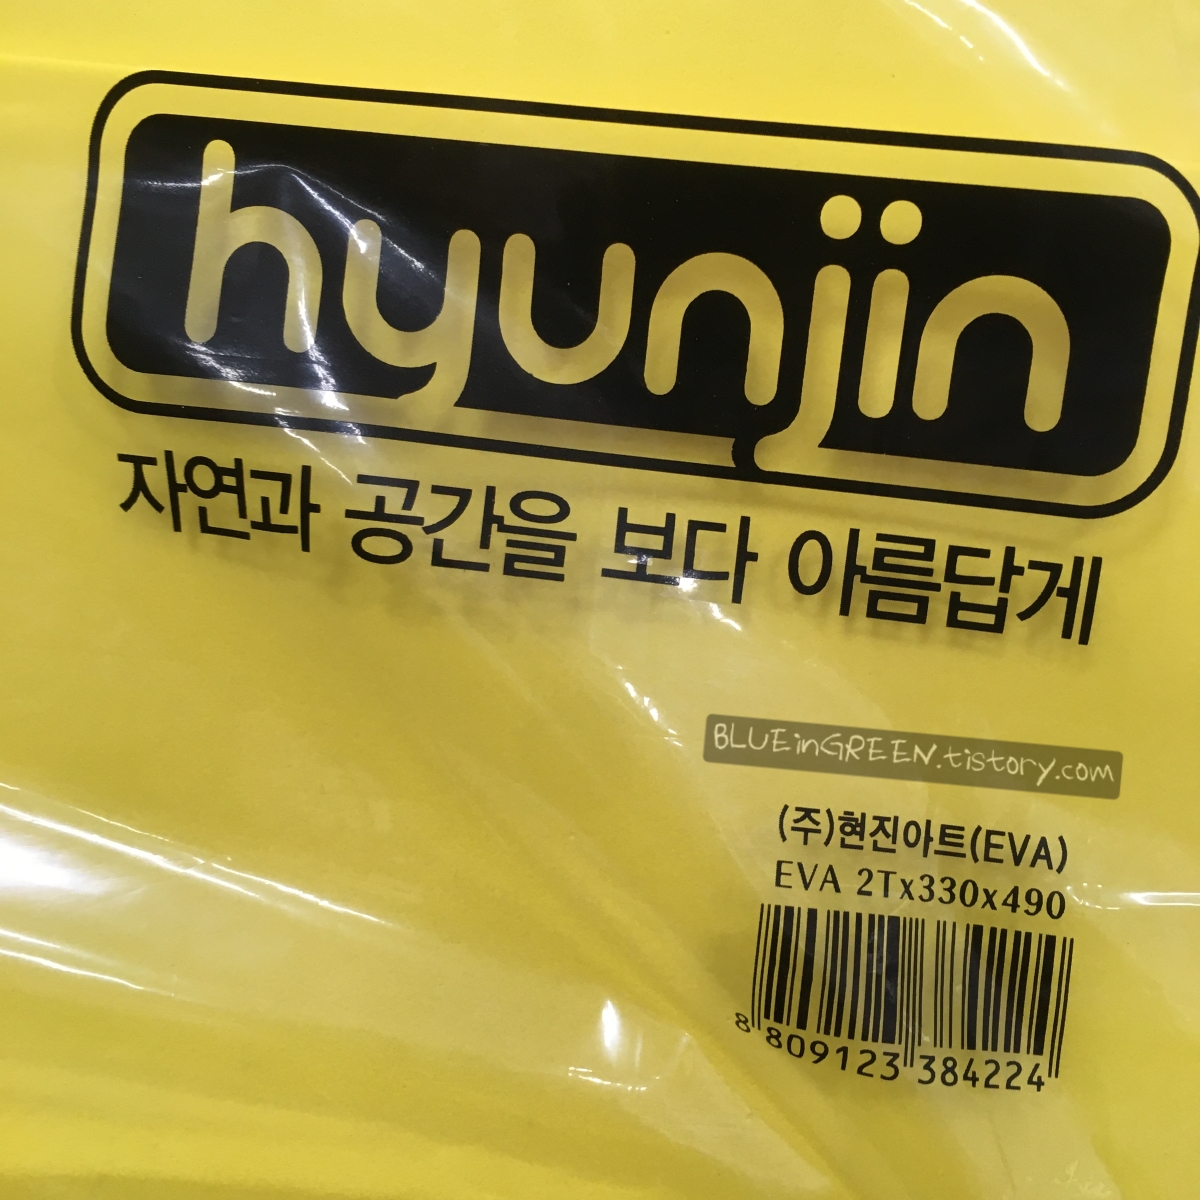 hyunjin
자연과 공간을 보다 아름답게
BLUEinGREEN.tistory.com
(주)현진아트(EVA)
EVA 2Tx330x490
8 809123 384224